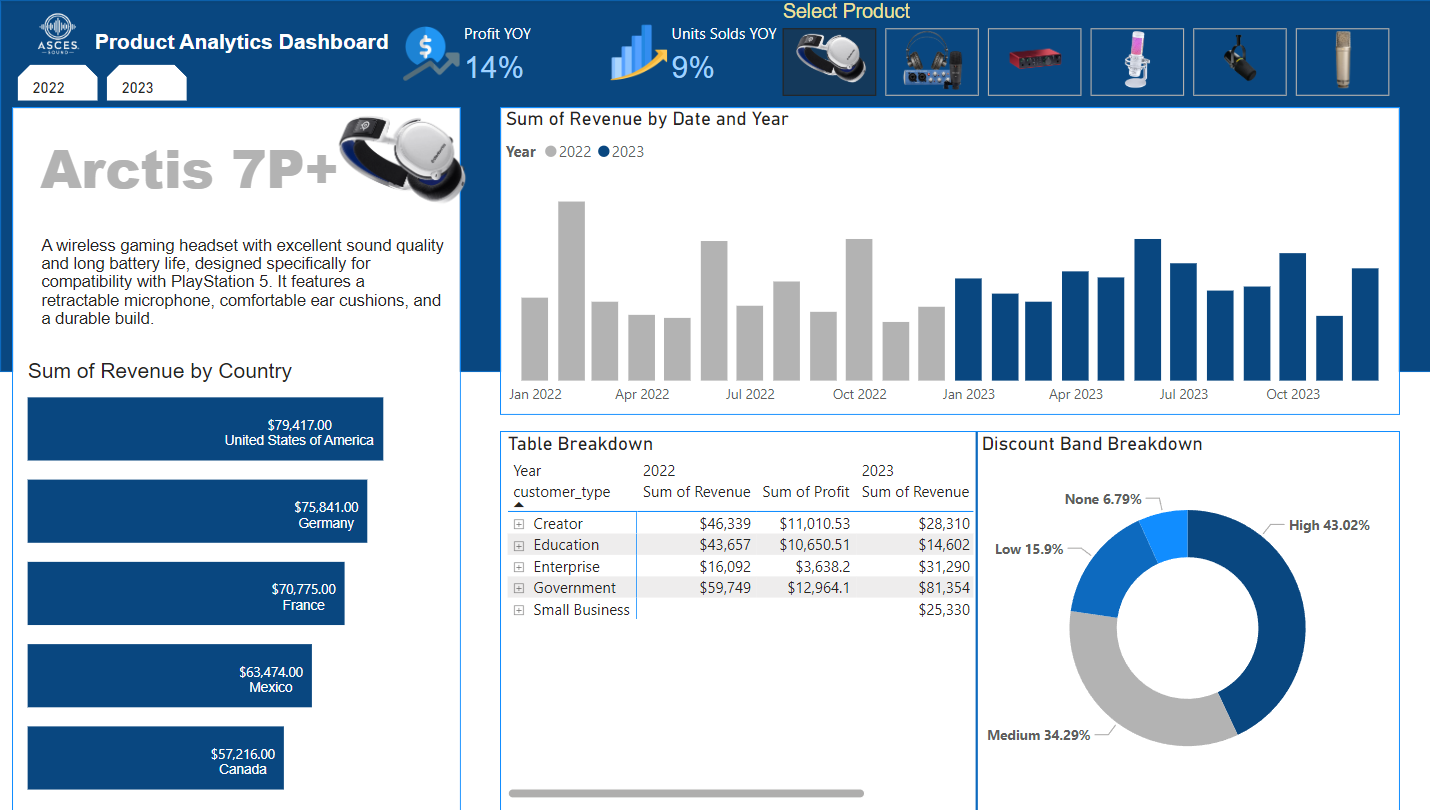 ASCES
SOUND
Product Analytics Dashboard
Profit YOY
14%
Units Solds YOY
9%
Select Product
2022
2023
Arctis 7P+
A wireless gaming headset with excellent sound quality
and long battery life, designed specifically for
compatibility with PlayStation 5. It features a
retractable microphone, comfortable ear cushions, and
a durable build.
Sum of Revenue by Country
$79,417.00
United States of America
$75,841.00
Germany
$70,775.00
France
$63,474.00
Mexico
$57,216.00
Canada
Sum of Revenue by Date and Year
Year 2022 2023
Jan 2022 Apr 2022 Jul 2022 Oct 2022 Jan 2023 Apr 2023 Jul 2023 Oct 2023
Table Breakdown
Year 2022 2023
customer_type Sum of Revenue Sum of Profit Sum of Revenue
Creator $46,339 $11,010.53 $28,310
Education $43,657 $10,650.51 $14,602
Enterprise $16,092 $3,638.2 $31,290
Government $59,749 $12,964.1 $81,354
Small Business $25,330
Discount Band Breakdown
None 6.79%
High 43.02%
Low 15.9%
Medium 34.29%